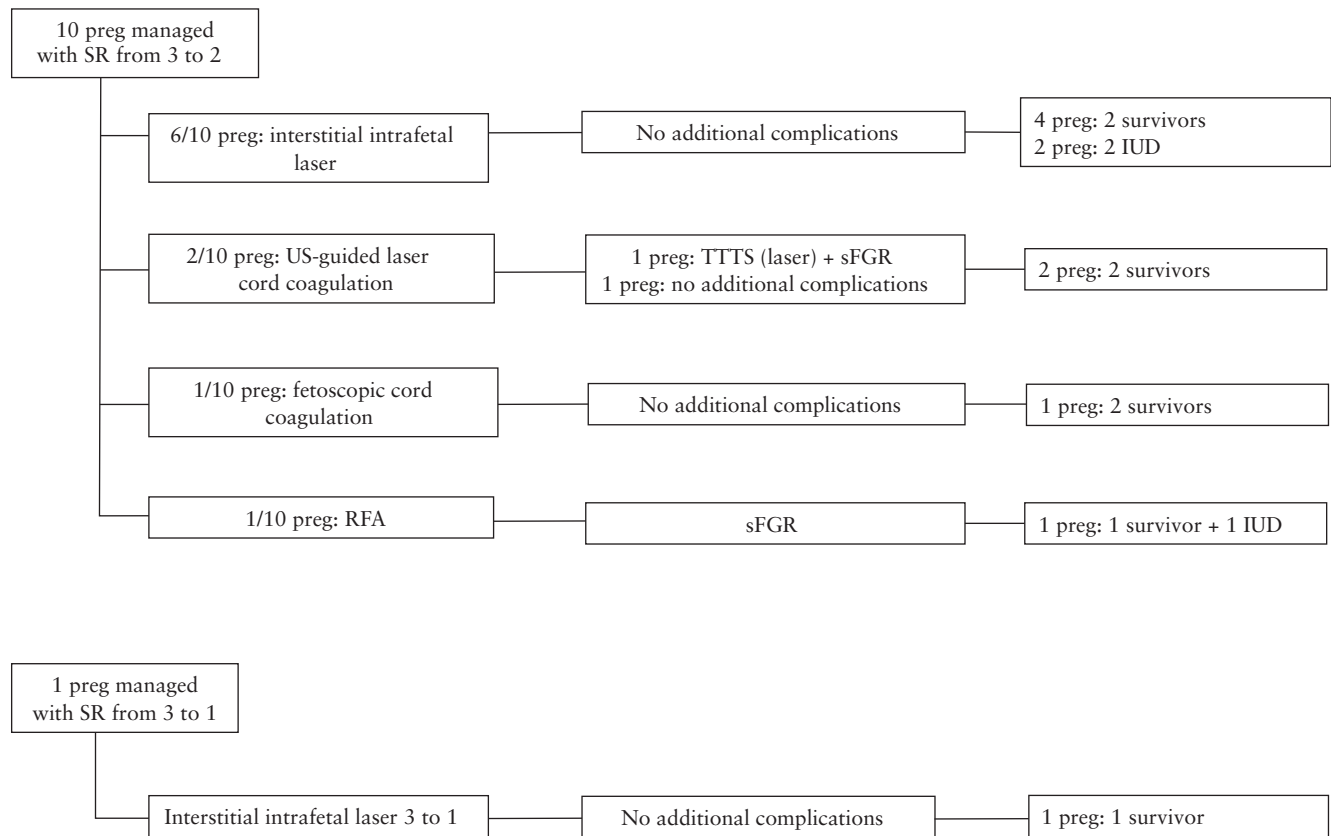 10 preg managed
with SR from 3 to 2
6/10 preg: interstitial intrafetal
laser
No additional complications
4 preg: 2 survivors
2 preg: 2 IUD
2/10 preg: US-guided laser
cord coagulation
1 preg: TTTS (laser) + sFGR
1 preg: no additional complications
2 preg: 2 survivors
1/10 preg: fetoscopic cord
coagulation
No additional complications
1 preg: 2 survivors
1/10 preg: RFA
sFGR
1 preg: 1 survivor + 1 IUD
1 preg managed
with SR from 3 to 1
Interstitial intrafetal laser 3 to 1
No additional complications
1 preg: 1 survivor